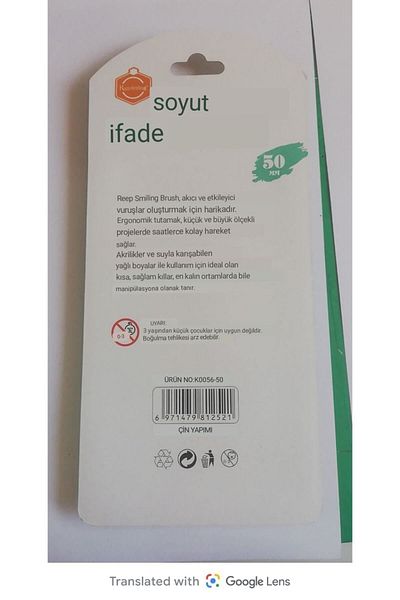 soyut
ifade
50
MM
Reep Smiling Brush, akıcı ve etkileyici
vuruşlar oluşturmak için harikadır.
Ergonomik tutamak, küçük ve büyük ölçekli
projelerde saatlerce kolay hareket
sağlar.
Akrilikler ve suyla karışabilen
yağlı boyalar ile kullanım için ideal olan
kısa, sağlam kıllar, en kalın ortamlarda bile
manipülasyona olanak tanır.
UYARI:
3 yaşından küçük çocuklar için uygun değildir.
Boğulma tehlikesi arz edebilir.
0-3
ÜRÜN NO:K0056-50
6 971479 812521
ÇİN YAPIMI
Translated with Google Lens